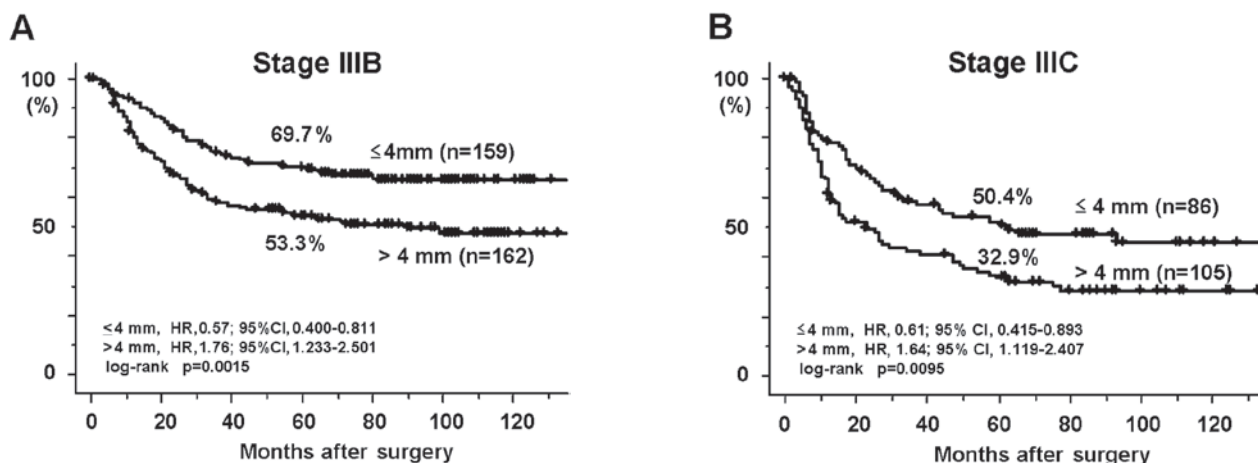 A
Stage IIIB
100
(%)
50
0
69.7%
≤4mm (n=159)
53.3%
> 4 mm (n=162)
≤4 mm, HR, 0.57; 95%CI, 0.400-0.811
>4 mm, HR, 1.76; 95%CI, 1.233-2.501
log-rank p=0.0015
0 20 40 60 80 100 120
Months after surgery
B
Stage IIIC
100
(%)
50
0
50.4%
≤ 4 mm (n=86)
32.9%
> 4 mm (n=105)
≤4 mm, HR, 0.61; 95% CI, 0.415-0.893
>4 mm, HR, 1.64; 95% CI, 1.119-2.407
log-rank p=0.0095
0 20 40 60 80 100 120
Months after surgery